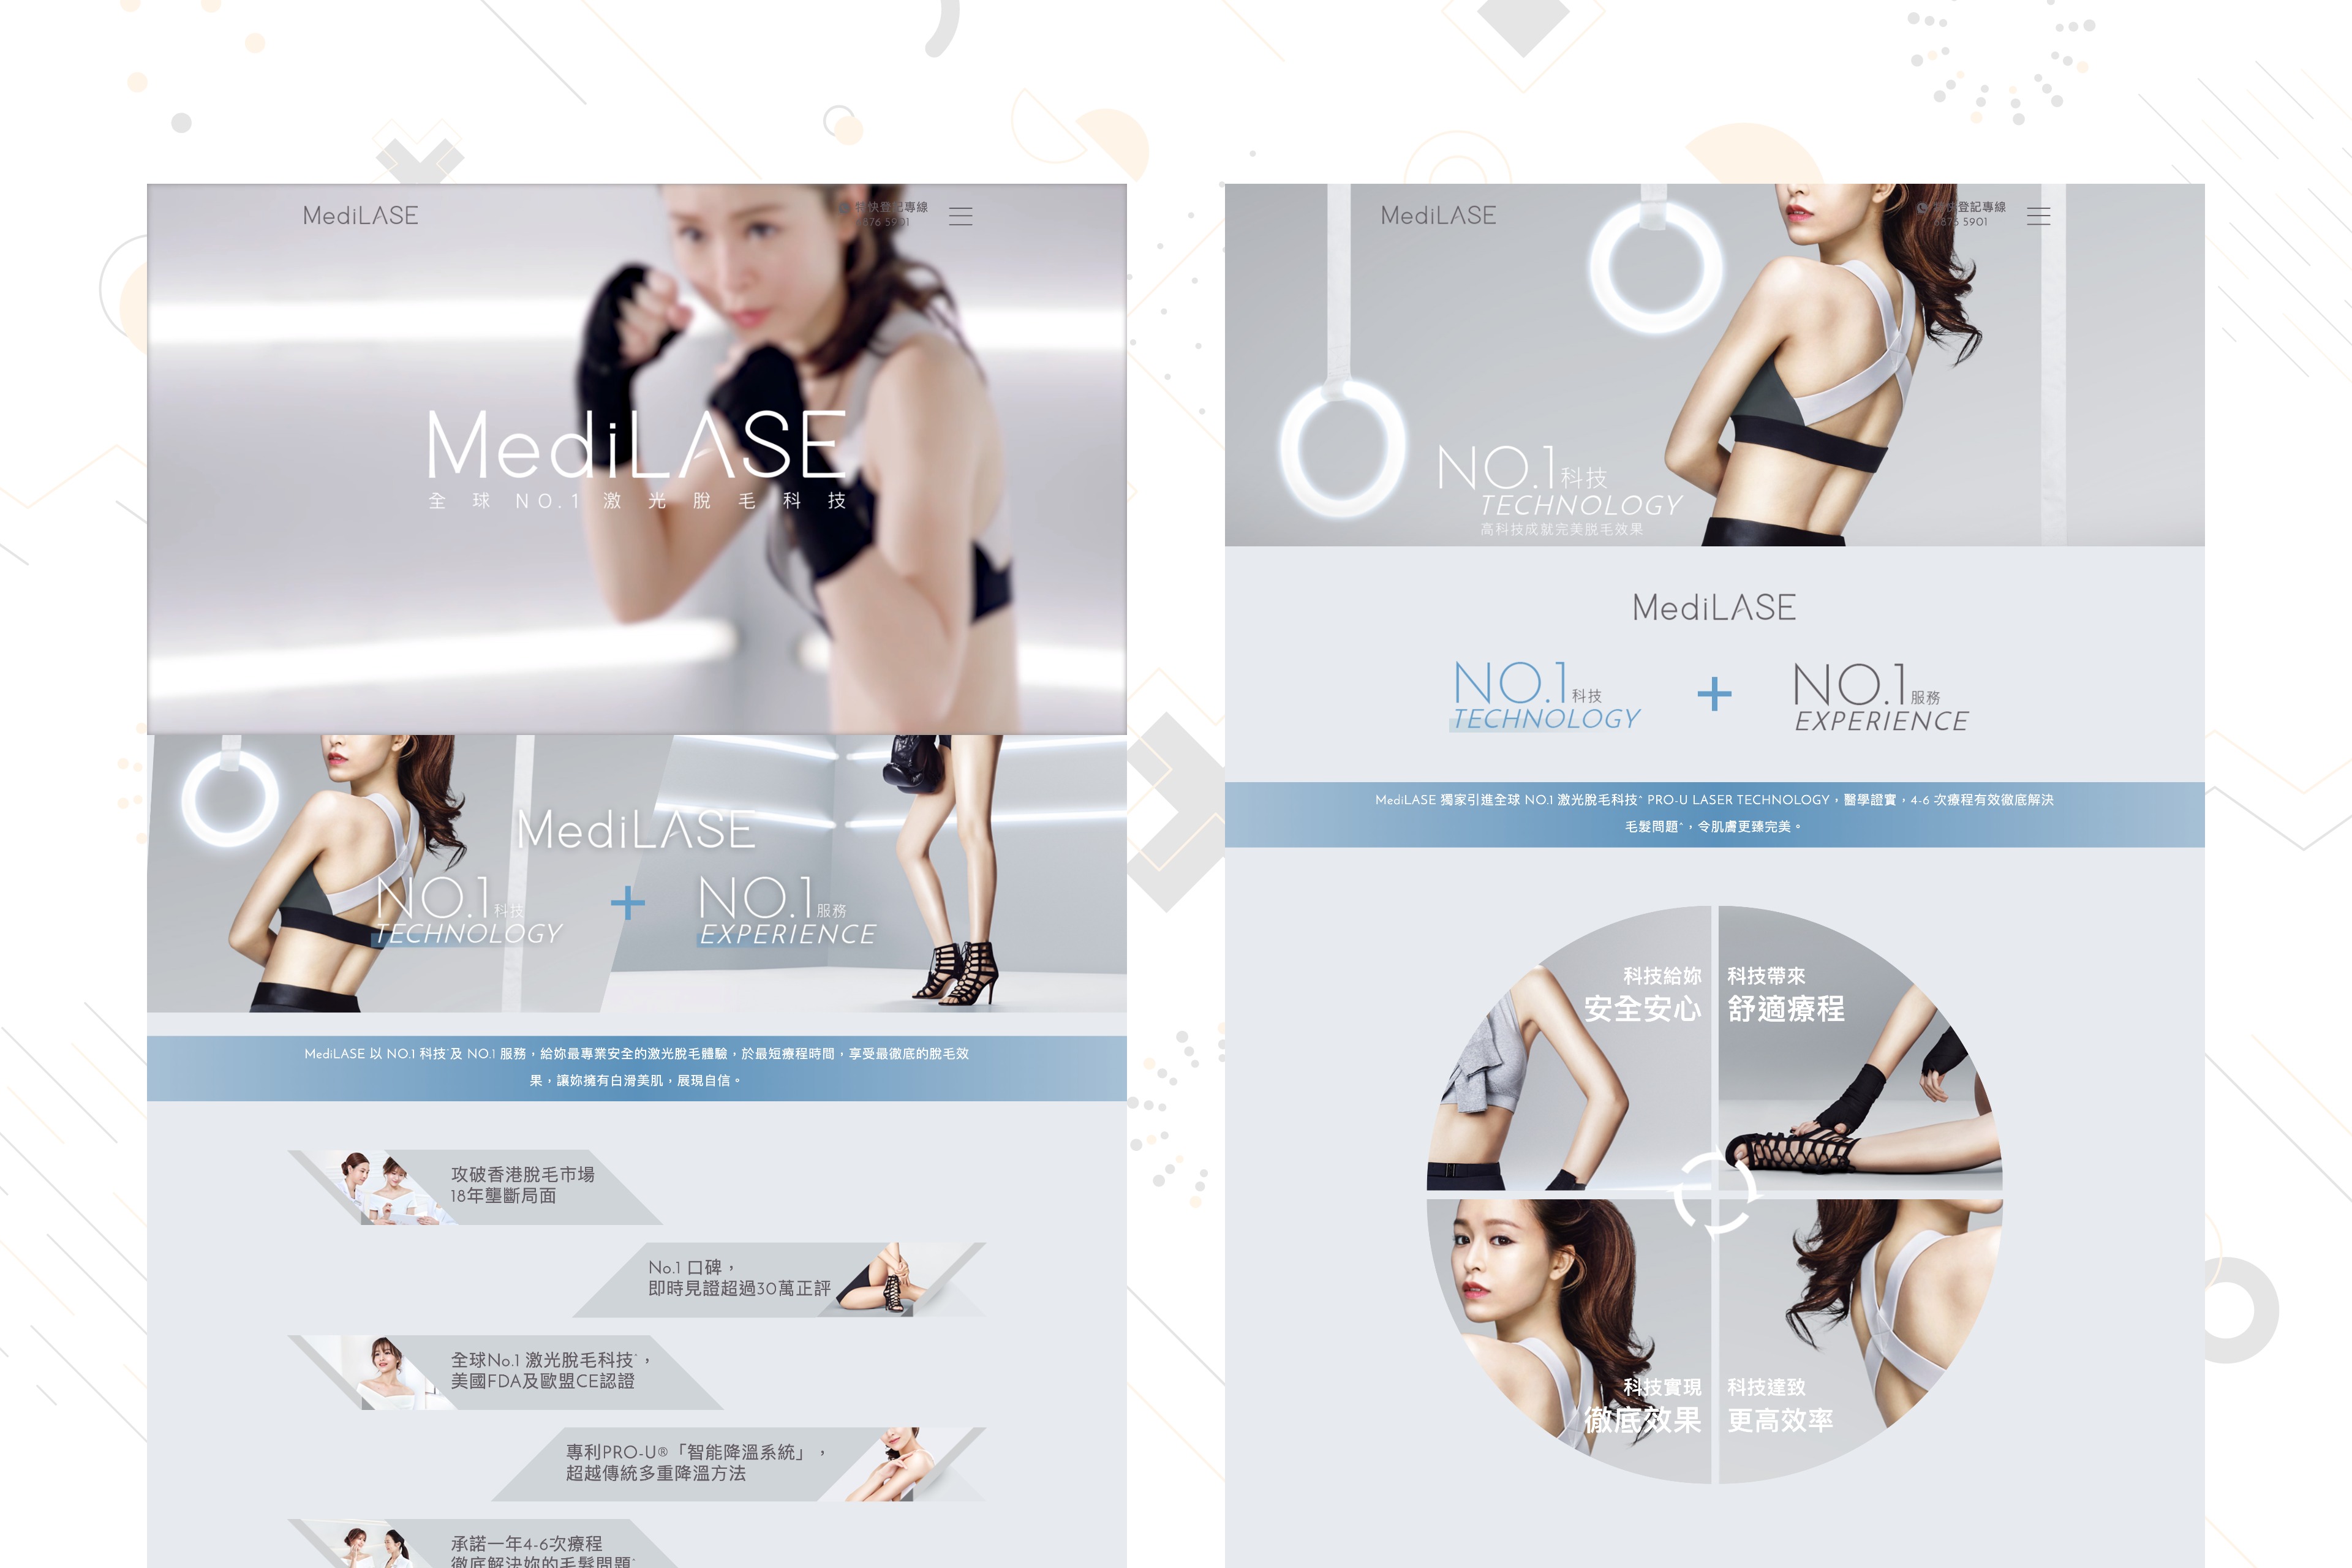 MediLASE
特快登記專線
5901
MediLASE
全球NO.1激光脫毛科技
MediLASE
NO.1科技
TECHNOLOGY
+
NO.1服務
EXPERIENCE
MediLASE 以 NO.1 科技^及 NO.1 服務，給妳最專業安全的激光脫毛體驗，於最短療程時間，享受最徹底的脫毛效
果，讓妳擁有白滑美肌，展現自信。
攻破香港脫毛市場
18年壟斷局面
No.1 口碑，
即時見證超過30萬正評
全球No.1 激光脫毛科技^，
美國FDA及歐盟CE認證
專利PRO-U®「智能降溫系統」，
超越傳統多重降溫方法
承諾一年4-6次療程
徹底解決妳的毛髮問題^
MediLASE
特快登記專線
5901
NO.1科技
TECHNOLOGY
高科技成就完美脫毛效果
MediLASE
NO.1科技
TECHNOLOGY
+
NO.1服務
EXPERIENCE
MediLASE 獨家引進全球 NO.1 激光脫毛科技^ PRO-U LASER TECHNOLOGY，醫學證實，4-6 次療程有效徹底解決
毛髮問題^，令肌膚更臻完美。
科技給妳
安全安心
科技帶來
舒適療程
科技實現
徹底效果
科技達致
更高效率